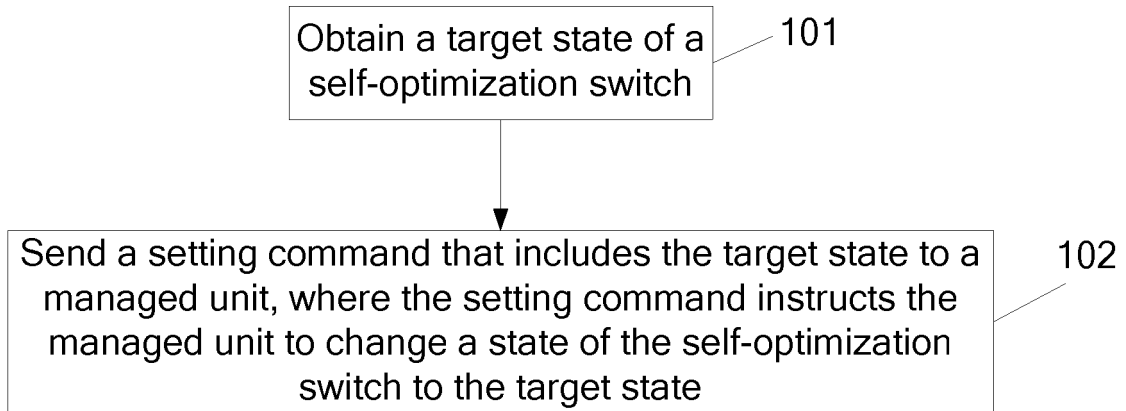 Obtain a target state of a
self-optimization switch
101
Send a setting command that includes the target state to a
managed unit, where the setting command instructs the
managed unit to change a state of the self-optimization
switch to the target state
102